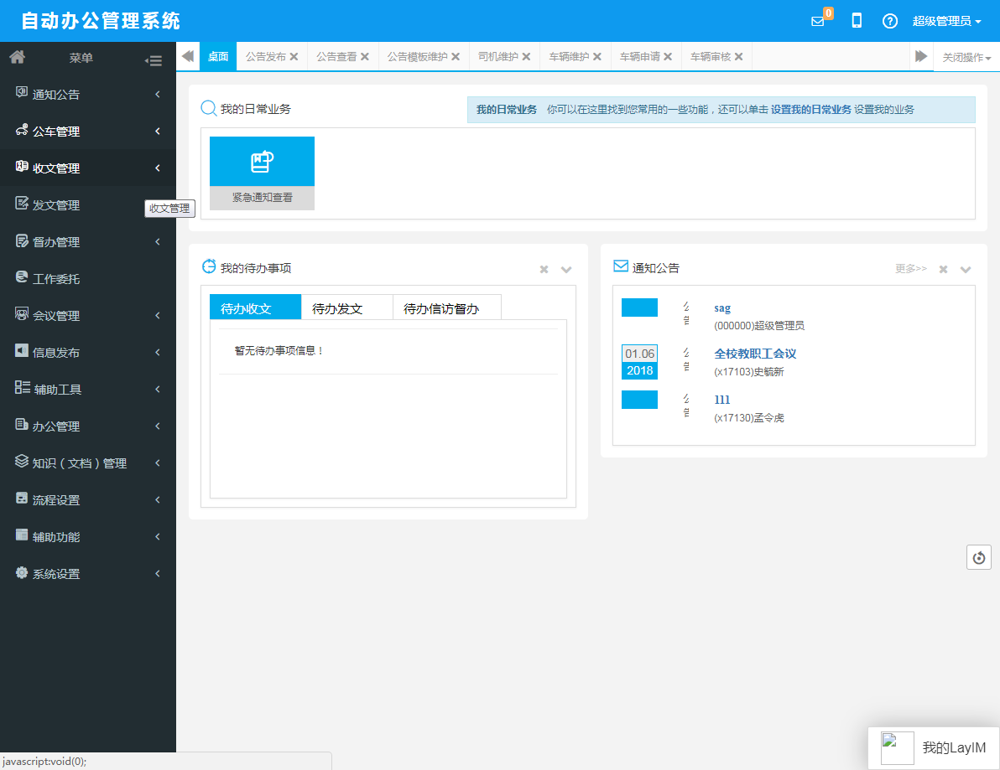 自动办公管理系统
0
超级管理员
菜单
桌面
公告发布
公告查看
公告模板维护
司机维护
车辆维护
车辆申请
车辆审核
关闭操作
通知公告
公车管理
收文管理
发文管理
收文管理
督办管理
工作委托
会议管理
信息发布
辅助工具
办公管理
知识（文档）管理
流程设置
辅助功能
系统设置
我的日常业务
我的日常业务 你可以在这里找到您常用的一些功能，还可以单击 设置我的日常业务 设置我的业务
紧急通知查看
我的待办事项
待办收文
待办发文
待办信访督办
暂无待办事项信息！
通知公告
更多>>
公告
sag
(000000)超级管理员
01.06
2018
公告
全校教职工会议
(x17103)史毓新
公告
111
(x17130)孟令虎
我的LayIM
javascript:void(0);